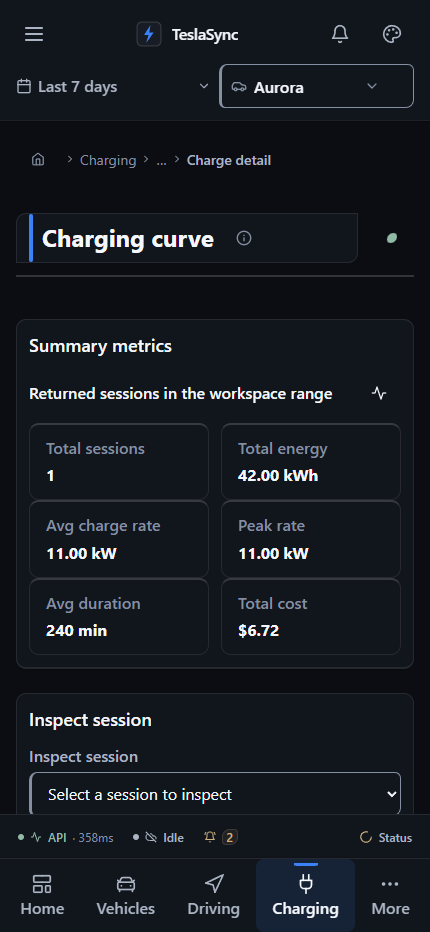 TeslaSync
Last 7 days
Aurora
Charging
...
Charge detail
Charging curve
Summary metrics
Returned sessions in the workspace range
Total sessions
1
Total energy
42.00 kWh
Avg charge rate
11.00 kW
Peak rate
11.00 kW
Avg duration
240 min
Total cost
$6.72
Inspect session
Inspect session
Select a session to inspect
API · 358ms
Idle
2
Status
Home
Vehicles
Driving
Charging
More